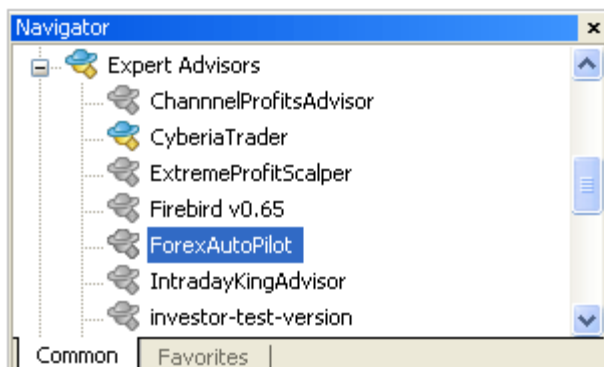 Navigator
Expert Advisors
ChannnelProfitsAdvisor
CyberiaTrader
ExtremeProfitScalper
Firebird v0.65
ForexAutoPilot
IntradayKingAdvisor
investor-test-version
Common Favorites